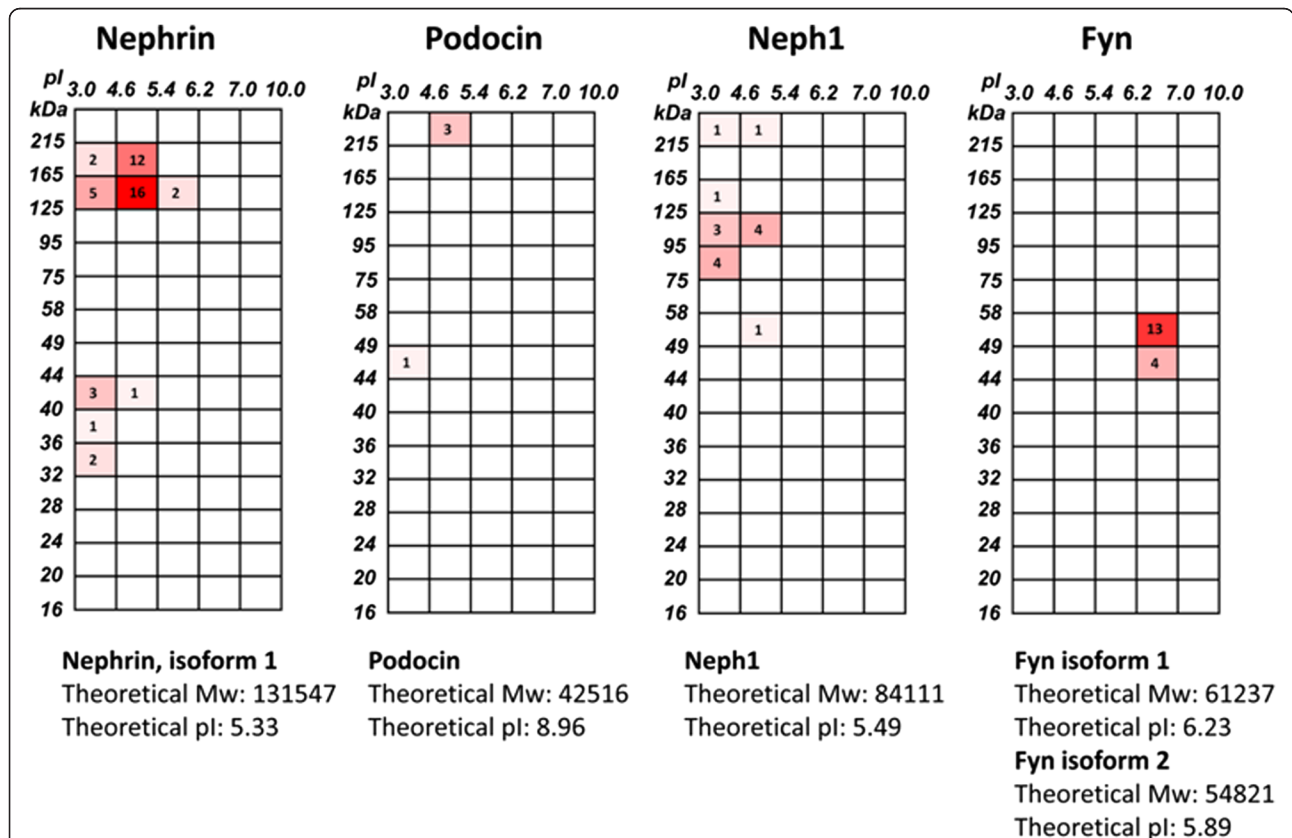 Nephrin
pI 3.0 4.6 5.4 6.2 7.0 10.0
kDa
215
2 12
165
5 16 2
125
95
75
58
49
44
3 1
40
1
36
2
32
28
24
20
16
Nephrin, isoform 1
Theoretical Mw: 131547
Theoretical pI: 5.33
Podocin
pI 3.0 4.6 5.4 6.2 7.0 10.0
kDa
3
215
165
125
95
75
58
49
1
44
40
36
32
28
24
20
16
Podocin
Theoretical Mw: 42516
Theoretical pI: 8.96
Neph1
pI 3.0 4.6 5.4 6.2 7.0 10.0
kDa
1 1
215
165
1
125
3 4
95
4
75
58
1
49
44
40
36
32
28
24
20
16
Neph1
Theoretical Mw: 84111
Theoretical pI: 5.49
Fyn
pI 3.0 4.6 5.4 6.2 7.0 10.0
kDa
215
165
125
95
75
58
13
49
4
44
40
36
32
28
24
20
16
Fyn isoform 1
Theoretical Mw: 61237
Theoretical pI: 6.23
Fyn isoform 2
Theoretical Mw: 54821
Theoretical pI: 5.89